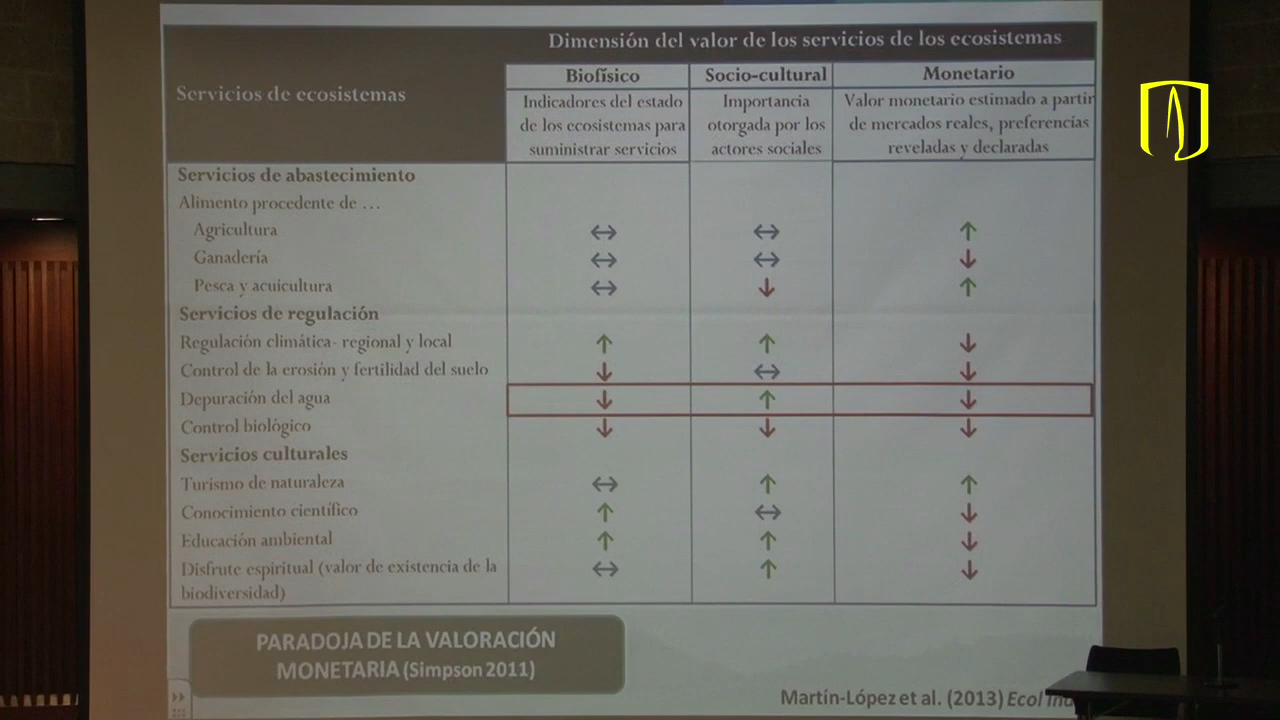 Dimensión del valor de los servicios de los ecosistemas
Servicios de ecosistemas
Biofísico
Socio-cultural
Monetario
Indicadores del estado
de los ecosistemas para
suministrar servicios
Importancia
otorgada por los
actores sociales
Valor monetario estimado a partir
de mercados reales, preferencias
reveladas y declaradas
Servicios de abastecimiento
Alimento procedente de ...
Agricultura ↔ ↔ ↑
Ganadería ↔ ↔ ↓
Pesca y acuicultura ↔ ↓ ↑
Servicios de regulación
Regulación climática- regional y local ↑ ↑ ↓
Control de la erosión y fertilidad del suelo ↓ ↔ ↓
Depuración del agua ↓ ↑ ↓
Control biológico ↓ ↓ ↓
Servicios culturales
Turismo de naturaleza ↔ ↑ ↑
Conocimiento científico ↑ ↔ ↓
Educación ambiental ↑ ↑ ↓
Disfrute espiritual (valor de existencia de la ↔ ↑ ↓
biodiversidad)
PARADOJA DE LA VALORACIÓN
MONETARIA (Simpson 2011)
Martín-López et al. (2013) Ecol